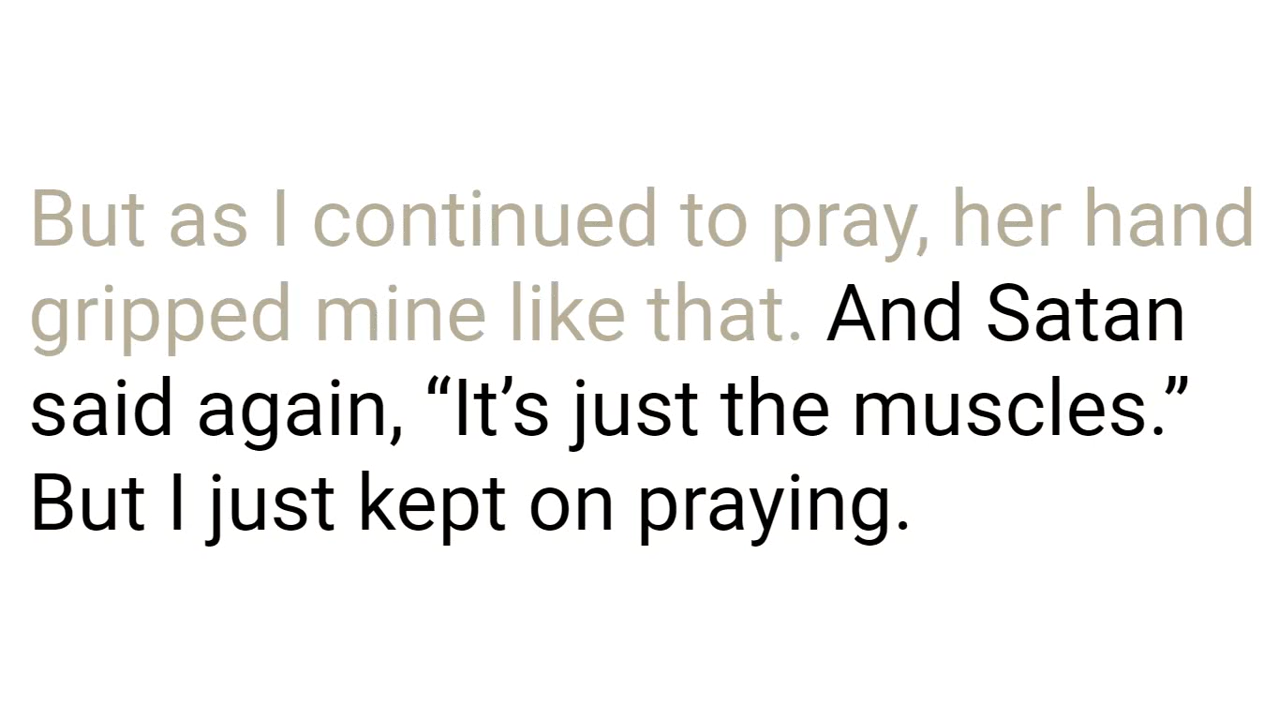 But as I continued to pray, her hand
gripped mine like that. And Satan
said again, “It’s just the muscles.”
But I just kept on praying.